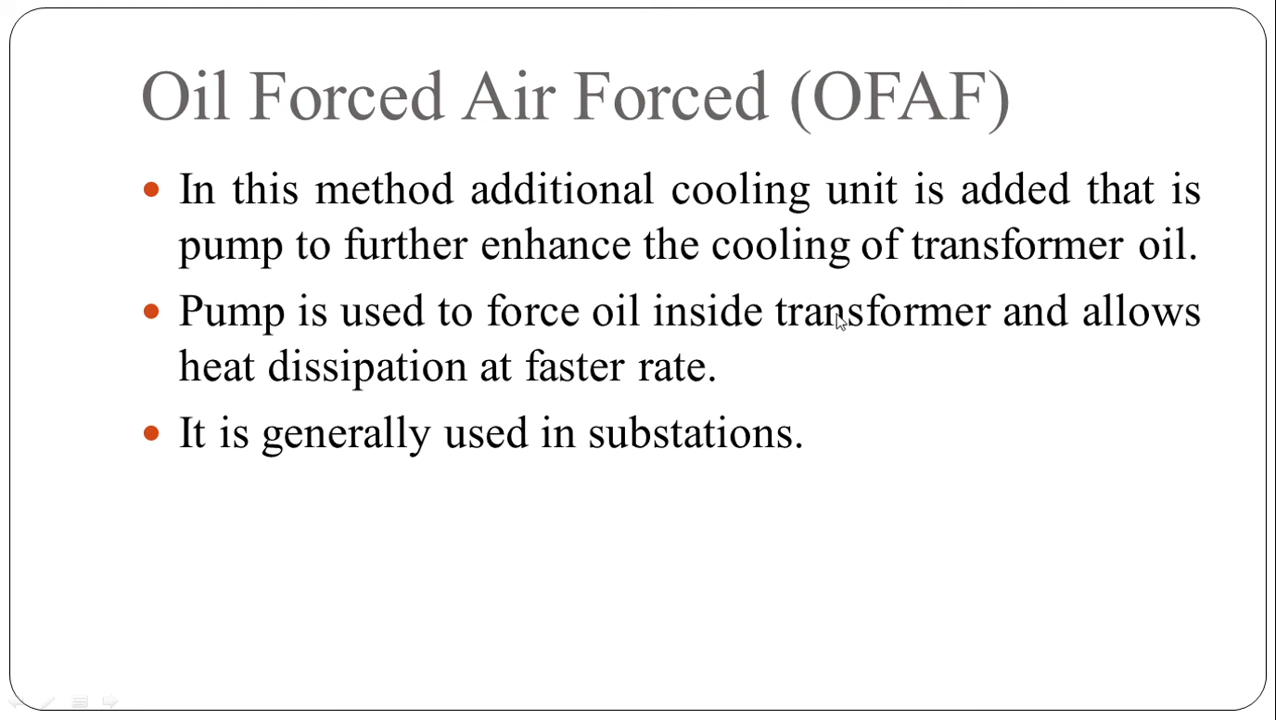 Oil Forced Air Forced (OFAF)
In this method additional cooling unit is added that is
pump to further enhance the cooling of transformer oil.
Pump is used to force oil inside transformer and allows
heat dissipation at faster rate.
It is generally used in substations.